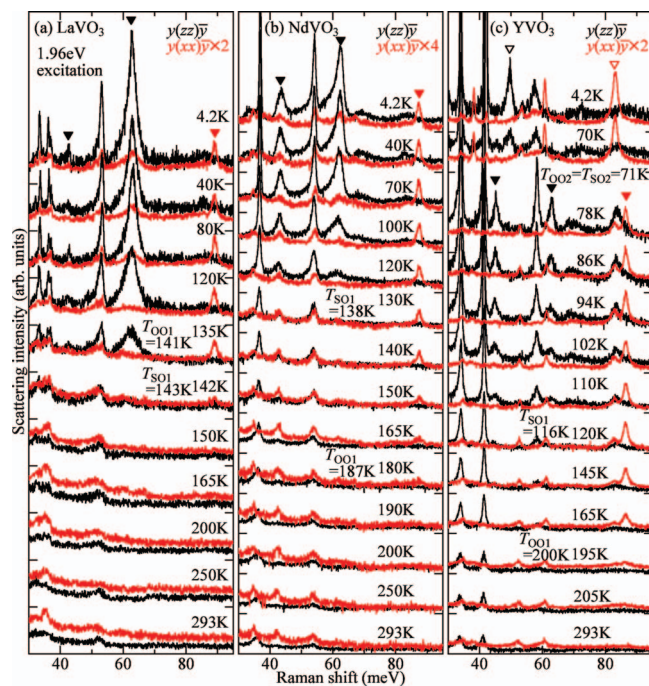 (a) LaVO3 y(zz)y̅
1.96eV y(xx)y̅×2
excitation
4.2K
40K
80K
120K
TOO1 135K
=141K
TSO1 142K
=143K
150K
165K
200K
250K
293K
40 60 80
(b) NdVO3 y(zz)y̅
y(xx)y̅×4
4.2K
40K
70K
100K
120K
TSO1 130K
=138K
140K
150K
165K
TOO1 180K
=187K
190K
200K
250K
293K
40 60 80
(c) YVO3 y(zz)y̅
y(xx)y̅×2
4.2K
70K
TOO2=TSO2=71K
78K
86K
94K
102K
110K
TSO1
=116K 120K
145K
165K
TOO1
=200K 195K
205K
293K
40 60 80
Scattering intensity (arb. units)
Raman shift (meV)